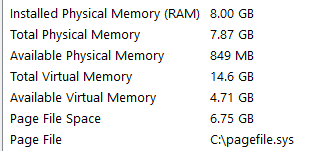 Installed Physical Memory (RAM) 8.00 GB
Total Physical Memory 7.87 GB
Available Physical Memory 849 MB
Total Virtual Memory 14.6 GB
Available Virtual Memory 4.71 GB
Page File Space 6.75 GB
Page File C:\pagefile.sys